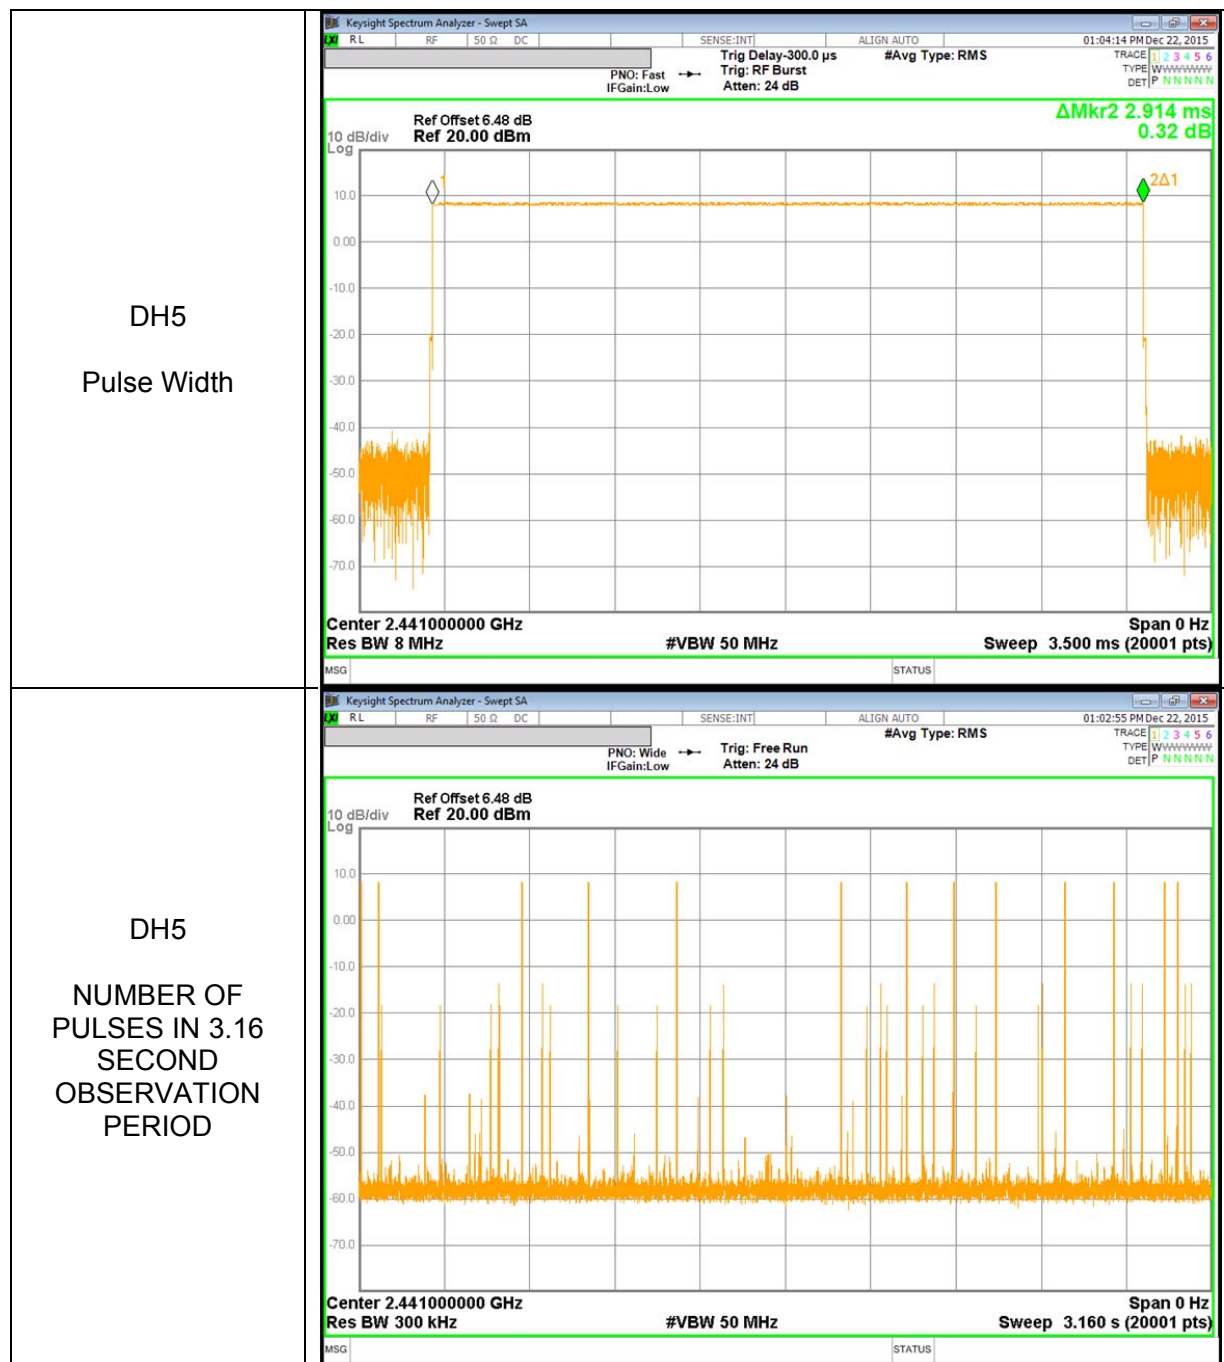 DH5
Pulse Width
Keysight Spectrum Analyzer - Swept SA
LXI RL RF 50 Ω DC SENSE:INT ALIGN AUTO 01:04:14 PM Dec 22, 2015
Trig Delay-300.0 µs #Avg Type: RMS TRACE 1 2 3 4 5 6
PNO: Fast Trig: RF Burst TYPE WWWWWW
IFGain:Low Atten: 24 dB DET P N N N N N
ΔMkr2 2.914 ms
Ref Offset 6.48 dB 0.32 dB
10 dB/div Ref 20.00 dBm
Log
1 2Δ1
10.0
0.00
-10.0
-20.0
-30.0
-40.0
-50.0
-60.0
-70.0
Center 2.441000000 GHz Span 0 Hz
Res BW 8 MHz #VBW 50 MHz Sweep 3.500 ms (20001 pts)
MSG STATUS
DH5
NUMBER OF
PULSES IN 3.16
SECOND
OBSERVATION
PERIOD
Keysight Spectrum Analyzer - Swept SA
LXI RL RF 50 Ω DC SENSE:INT ALIGN AUTO 01:02:55 PM Dec 22, 2015
#Avg Type: RMS TRACE 1 2 3 4 5 6
PNO: Wide Trig: Free Run TYPE WWWWWW
IFGain:Low Atten: 24 dB DET P N N N N N
Ref Offset 6.48 dB
10 dB/div Ref 20.00 dBm
Log
10.0
0.00
-10.0
-20.0
-30.0
-40.0
-50.0
-60.0
-70.0
Center 2.441000000 GHz Span 0 Hz
Res BW 300 kHz #VBW 50 MHz Sweep 3.160 s (20001 pts)
MSG STATUS